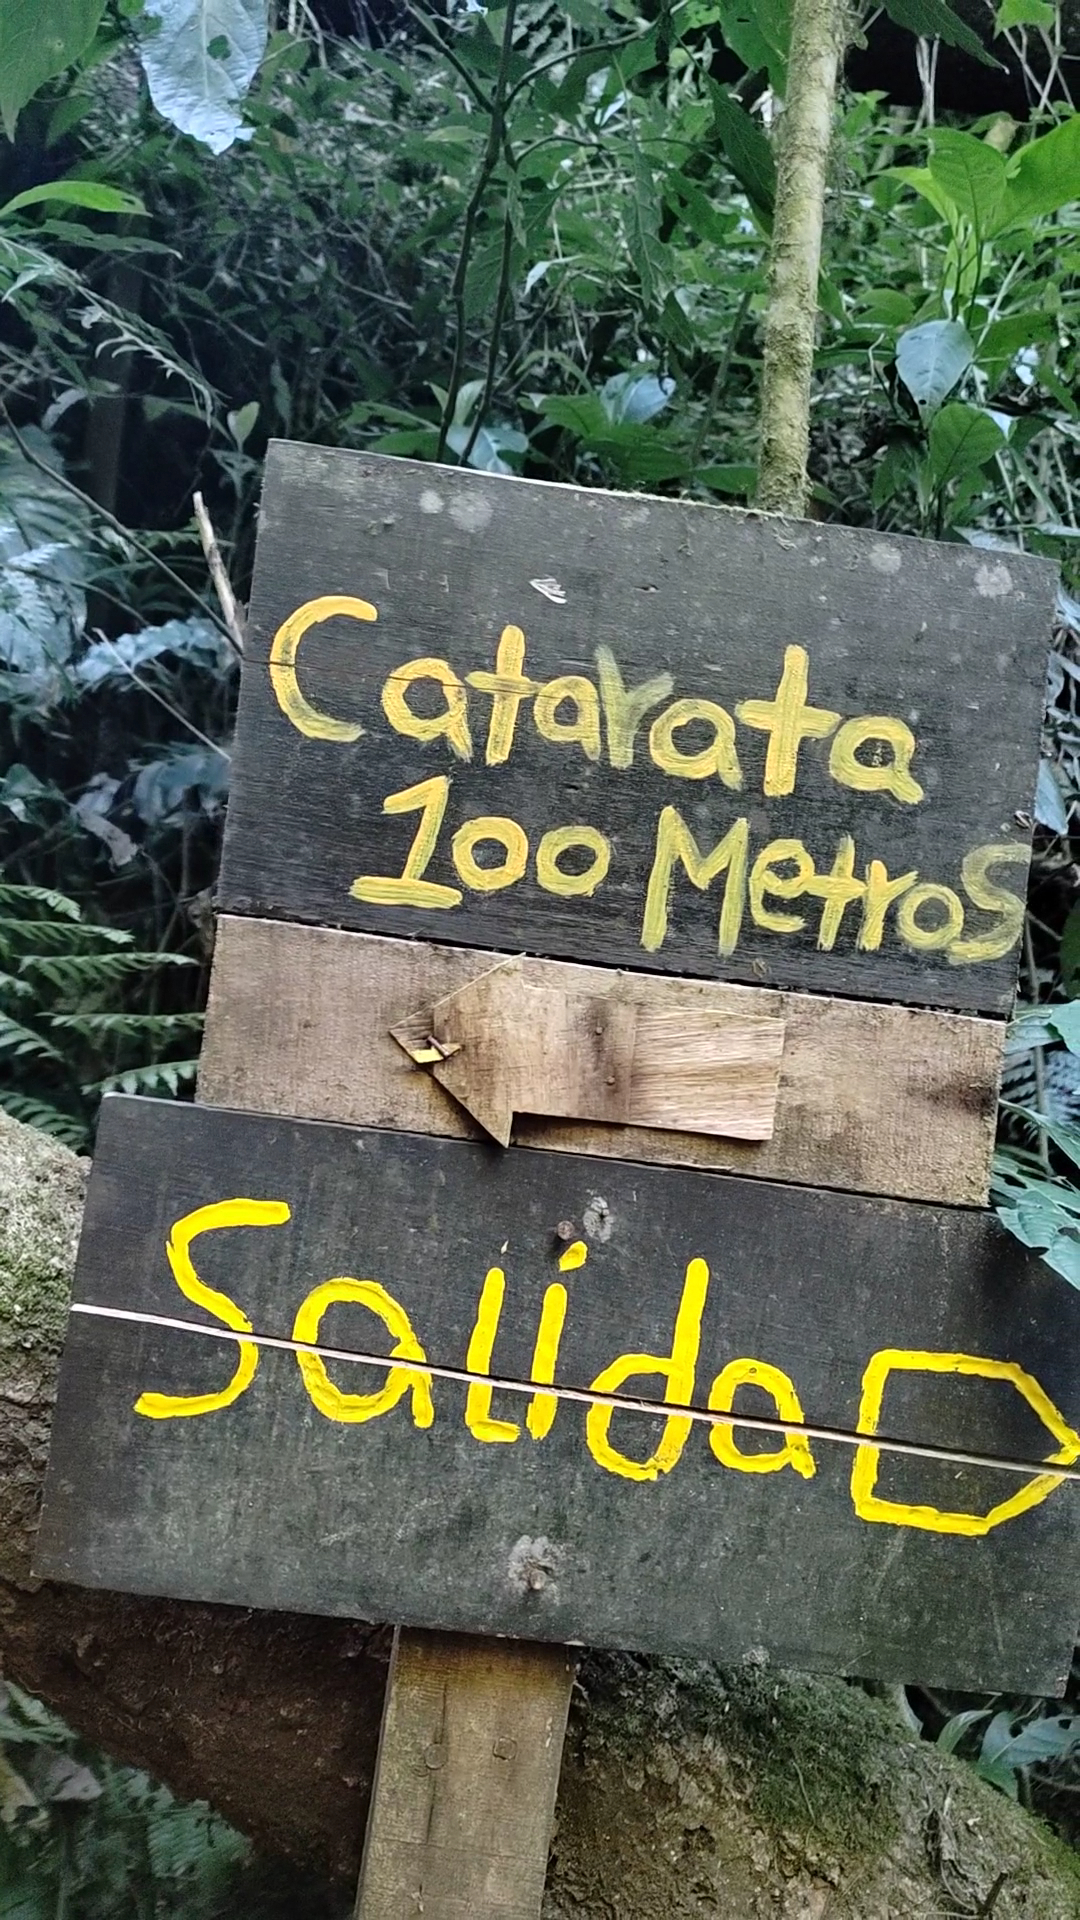 Catarata
100 Metros
Salida